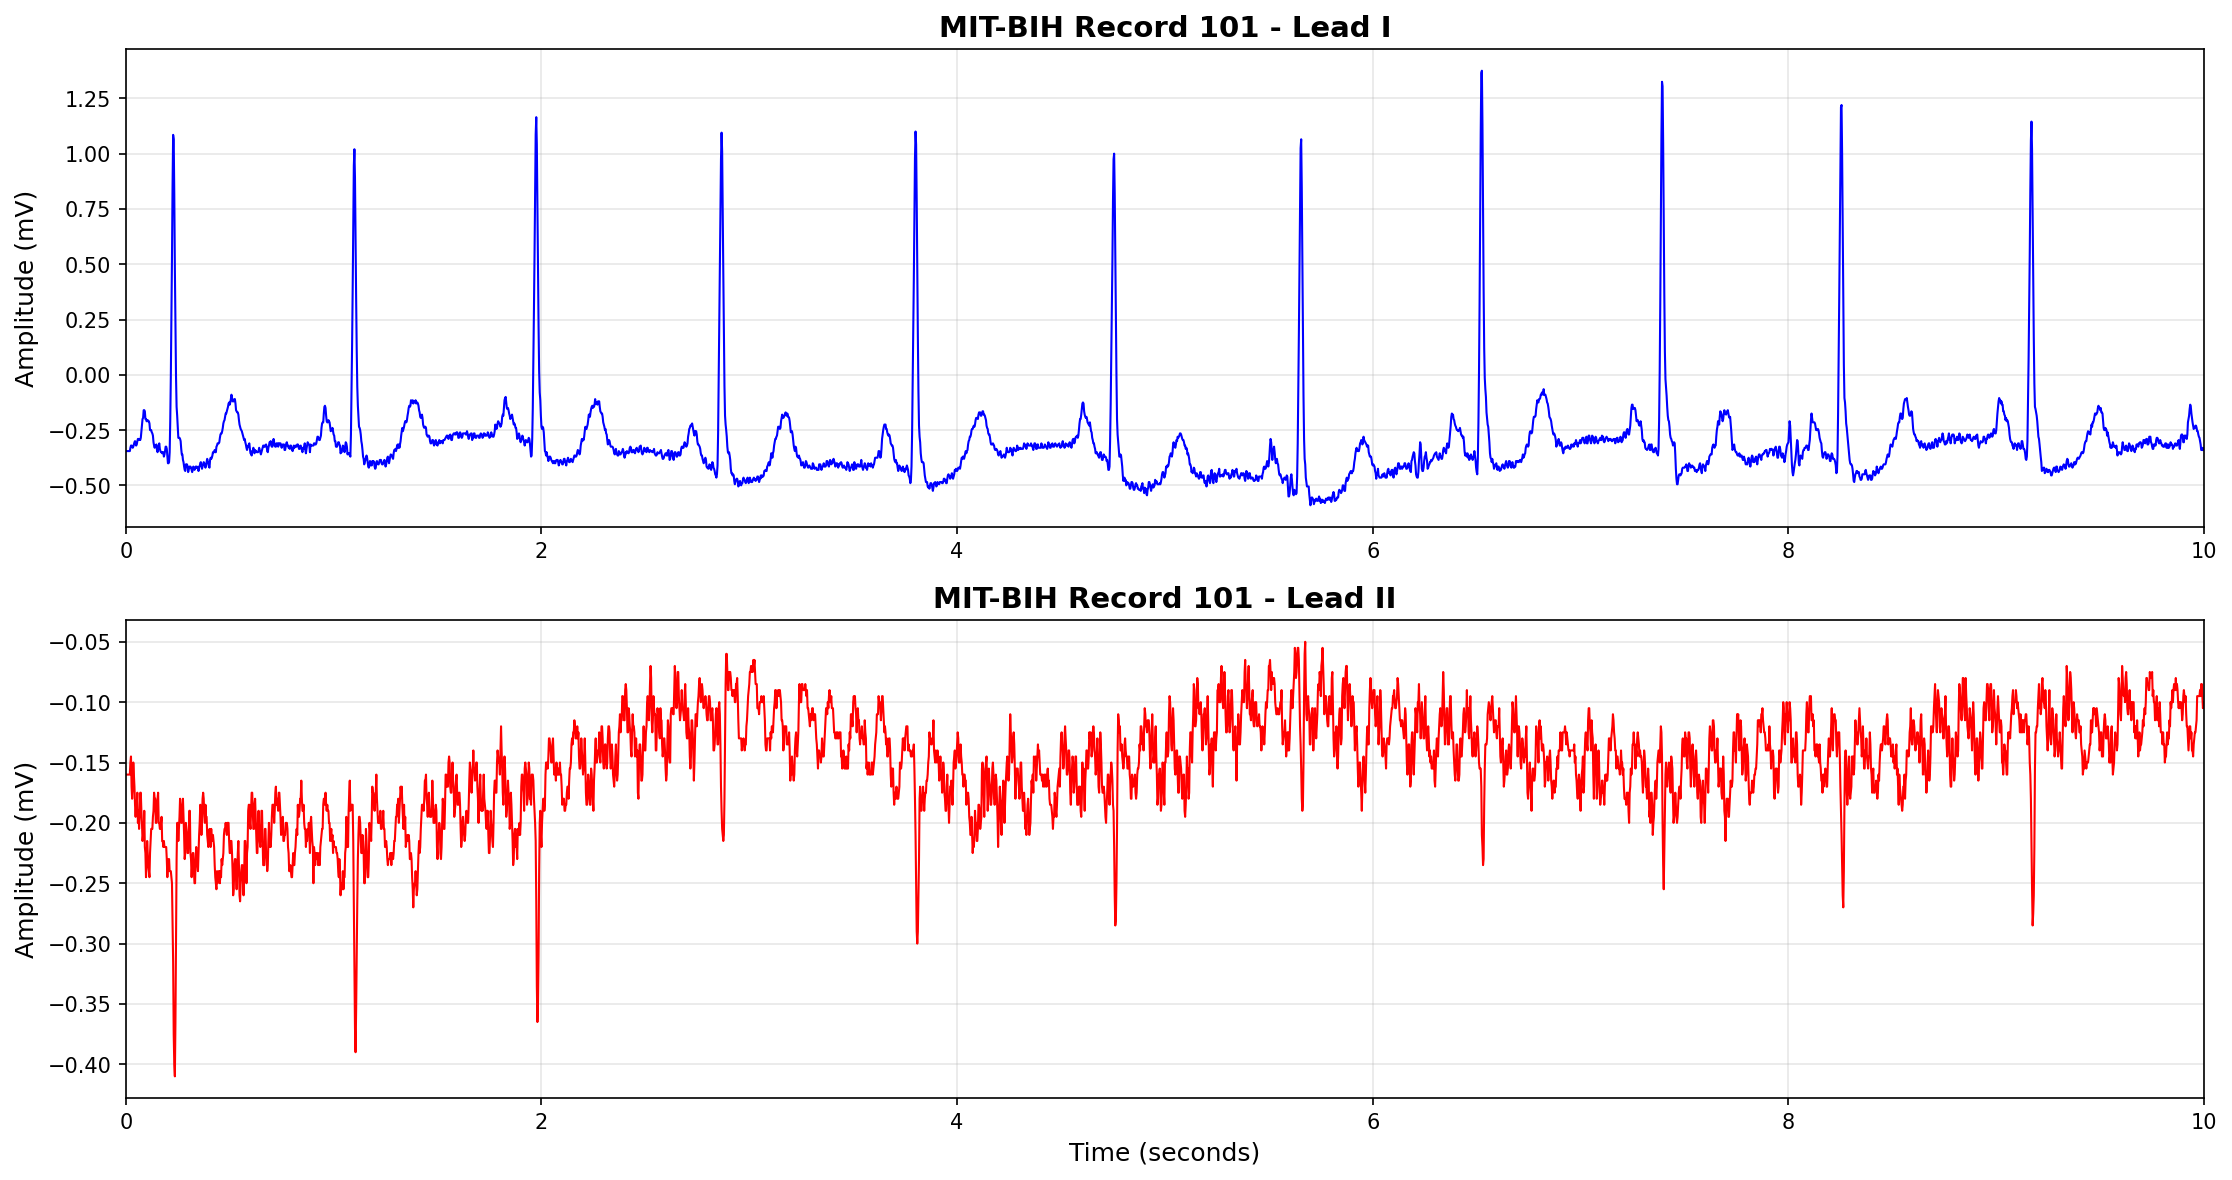 MIT-BIH Record 101 - Lead I
Amplitude (mV)
1.25
1.00
0.75
0.50
0.25
0.00
−0.25
−0.50
0 2 4 6 8 10
MIT-BIH Record 101 - Lead II
Amplitude (mV)
−0.05
−0.10
−0.15
−0.20
−0.25
−0.30
−0.35
−0.40
0 2 4 6 8 10
Time (seconds)